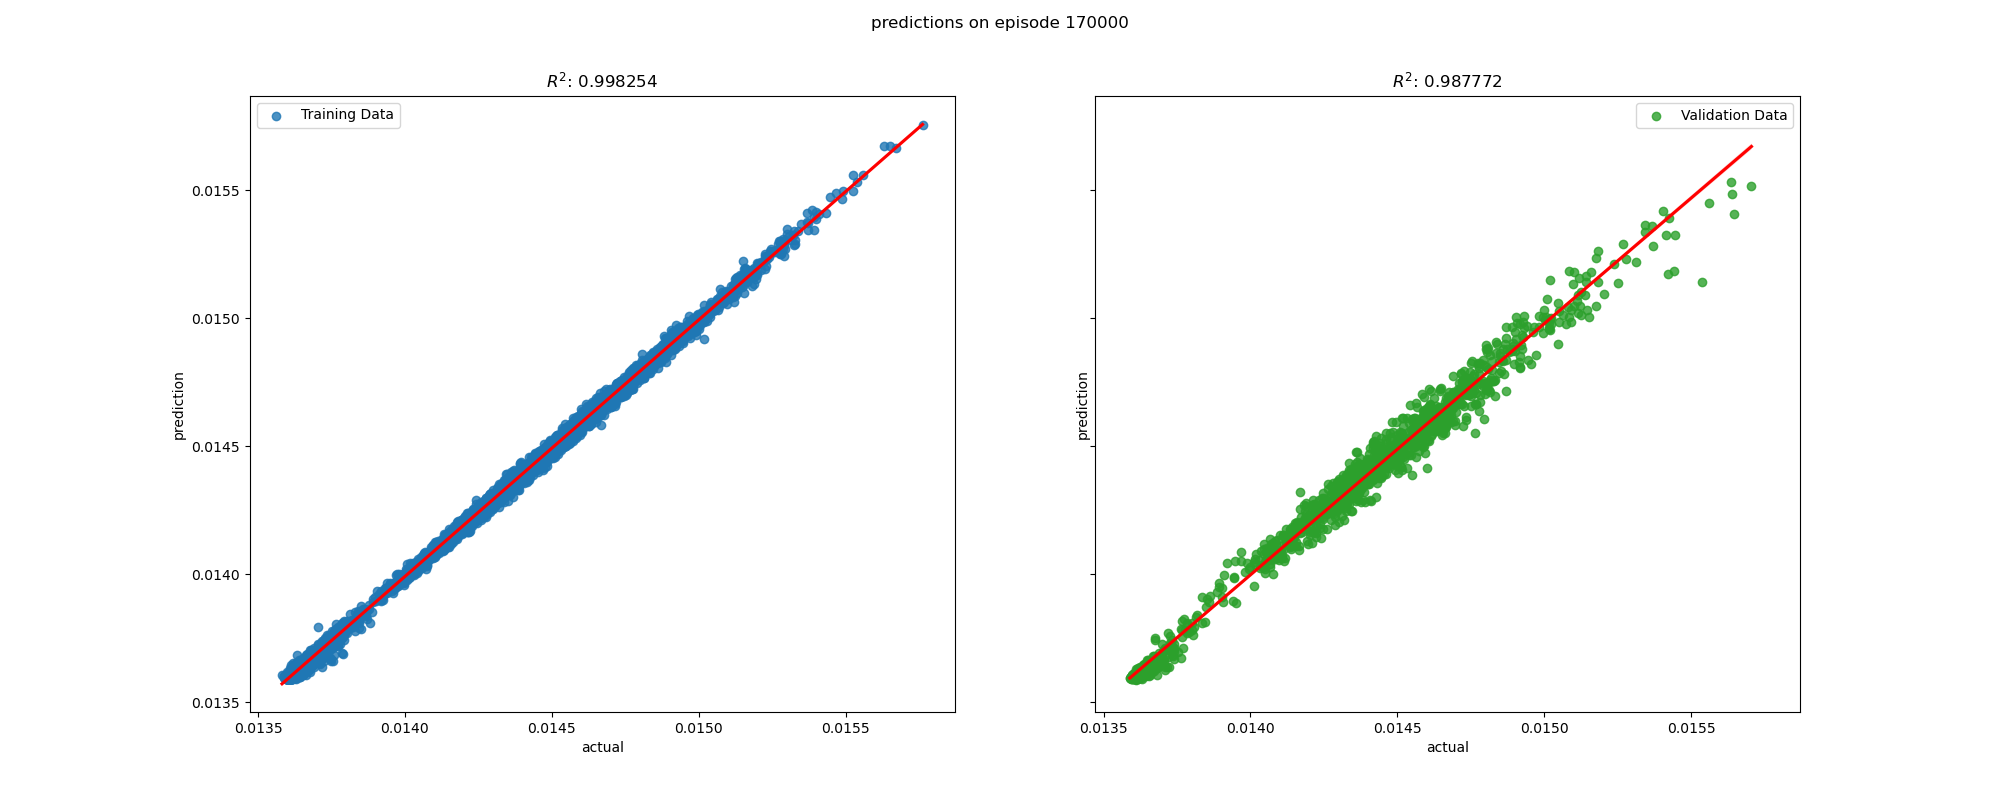 predictions on episode 170000
R²: 0.998254
Training Data
prediction
0.0155
0.0150
0.0145
0.0140
0.0135
0.0135 0.0140 0.0145 0.0150 0.0155
actual
R²: 0.987772
Validation Data
prediction
0.0135 0.0140 0.0145 0.0150 0.0155
actual